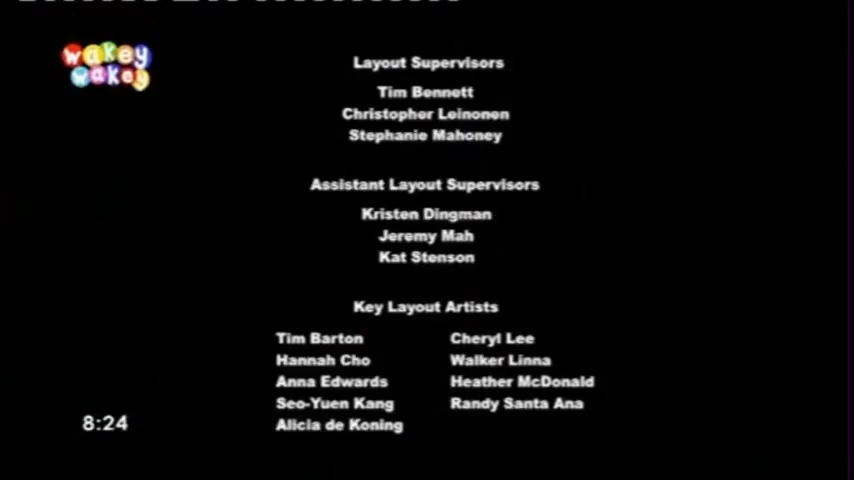 wakey
wakey
Layout Supervisors
Tim Bennett
Christopher Leinonen
Stephanie Mahoney
Assistant Layout Supervisors
Kristen Dingman
Jeremy Mah
Kat Stenson
Key Layout Artists
Tim Barton Cheryl Lee
Hannah Cho Walker Linna
Anna Edwards Heather McDonald
Seo-Yuen Kang Randy Santa Ana
Alicia de Koning
8:24